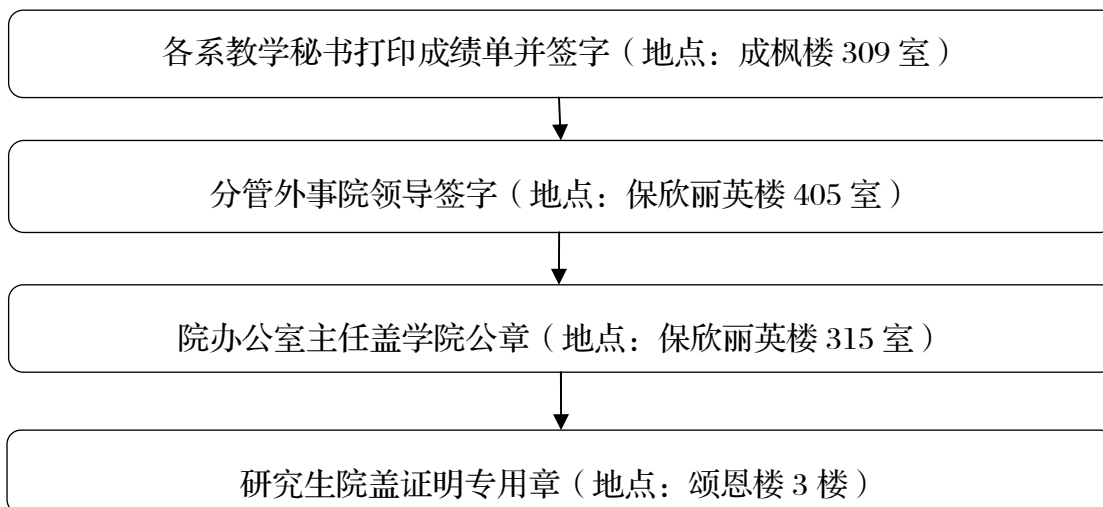 各系教学秘书打印成绩单并签字（地点：成枫楼 309 室）
分管外事院领导签字（地点：保欣丽英楼 405 室）
院办公室主任盖学院公章（地点：保欣丽英楼 315 室）
研究生院盖证明专用章（地点：颂恩楼 3 楼）